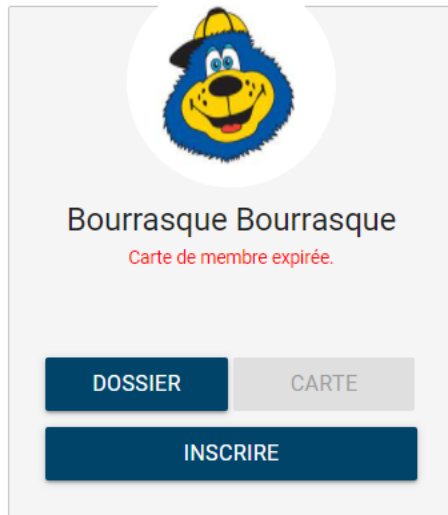 Bourrasque Bourrasque
Carte de membre expirée.
DOSSIER CARTE
INSCRIRE